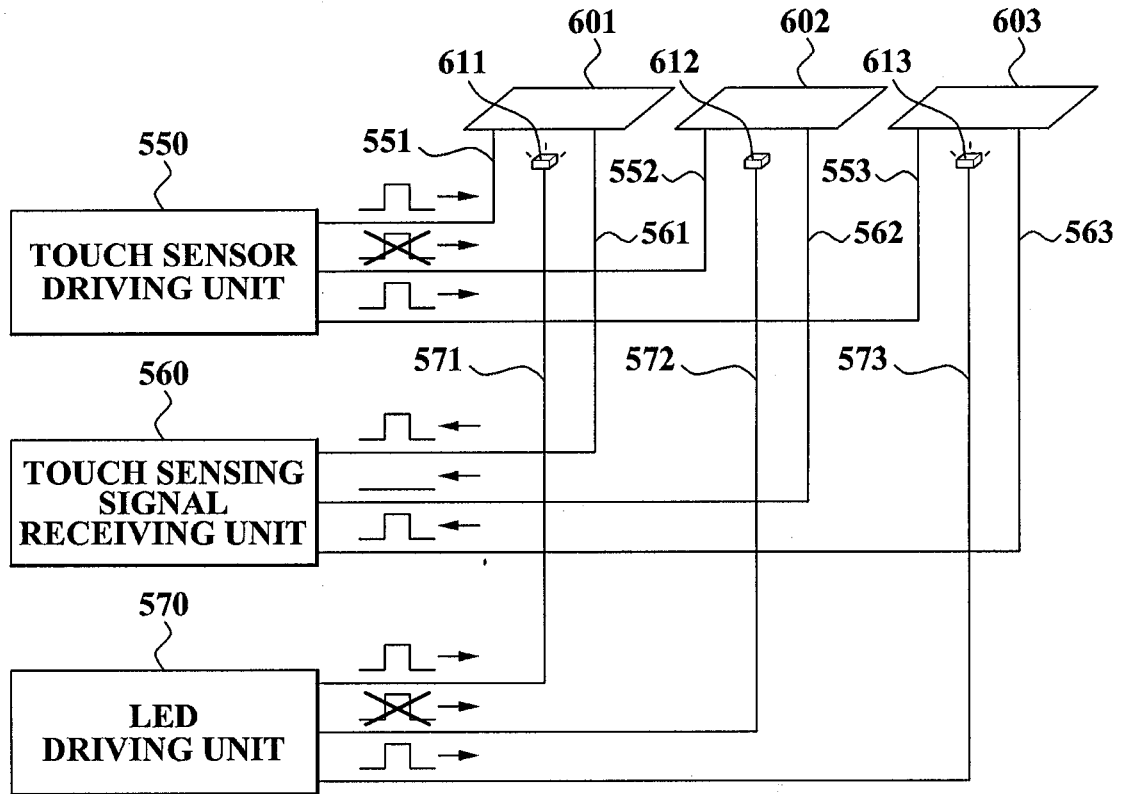 601
602
603
611
612
613
550
551
552
553
TOUCH SENSOR
DRIVING UNIT
561
562
563
571
572
573
560
TOUCH SENSING
SIGNAL
RECEIVING UNIT
570
LED
DRIVING UNIT